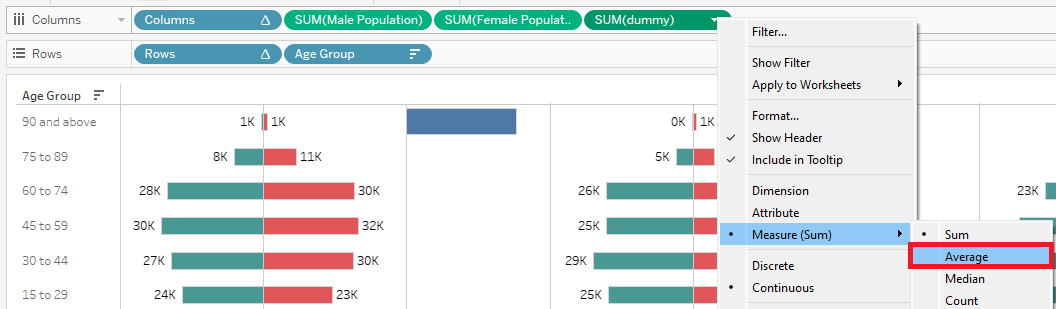 Columns Columns Δ SUM(Male Population) SUM(Female Populat.. SUM(dummy)
Rows Rows Δ Age Group
Age Group
90 and above 1K 1K 0K 1K
75 to 89 8K 11K 5K
60 to 74 28K 30K 26K 23K
45 to 59 30K 32K 25K
30 to 44 27K 30K 29K
15 to 29 24K 23K 25K
Filter...
Show Filter
Apply to Worksheets
Format...
Show Header
Include in Tooltip
Dimension
Attribute
Measure (Sum)
Discrete
Continuous
Sum
Average
Median
Count